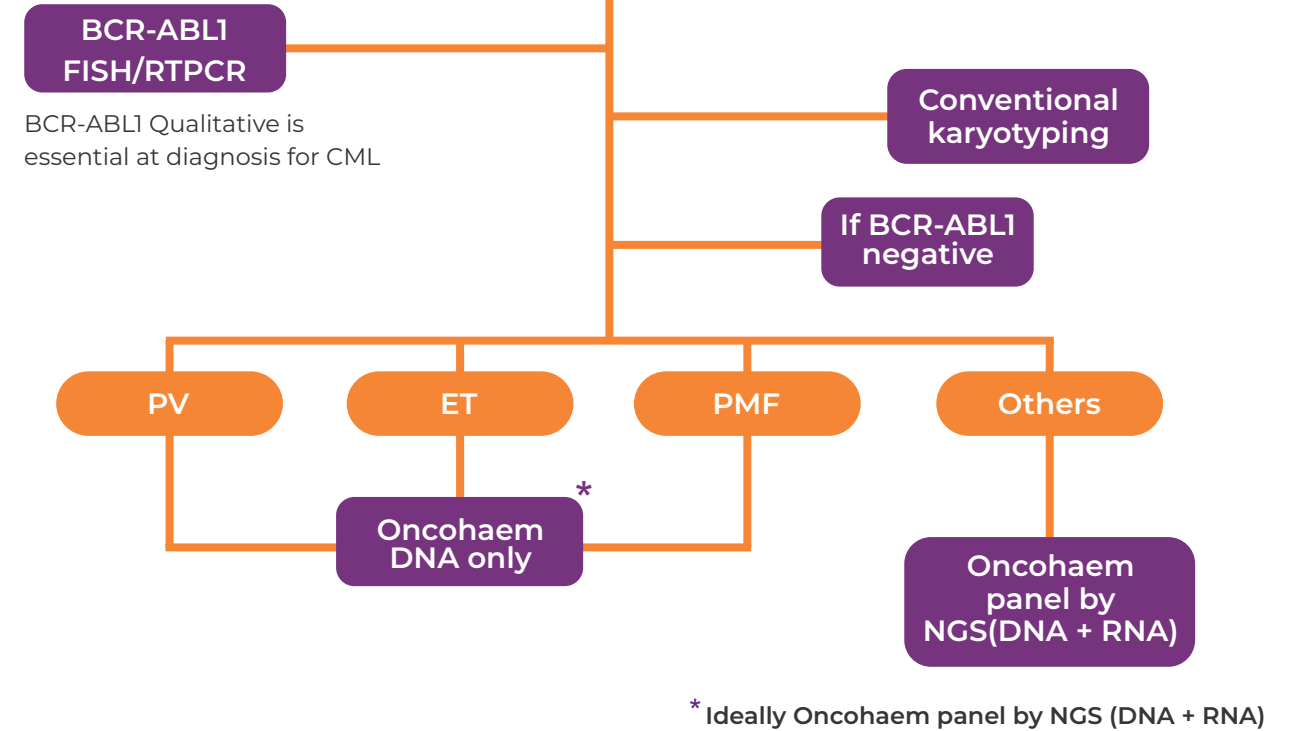 BCR-ABL1
FISH/RTPCR
BCR-ABL1 Qualitative is
essential at diagnosis for CML
Conventional
karyotyping
If BCR-ABL1
negative
PV
ET
PMF
Others
*
Oncohaem
DNA only
Oncohaem
panel by
NGS(DNA + RNA)
* Ideally Oncohaem panel by NGS (DNA + RNA)